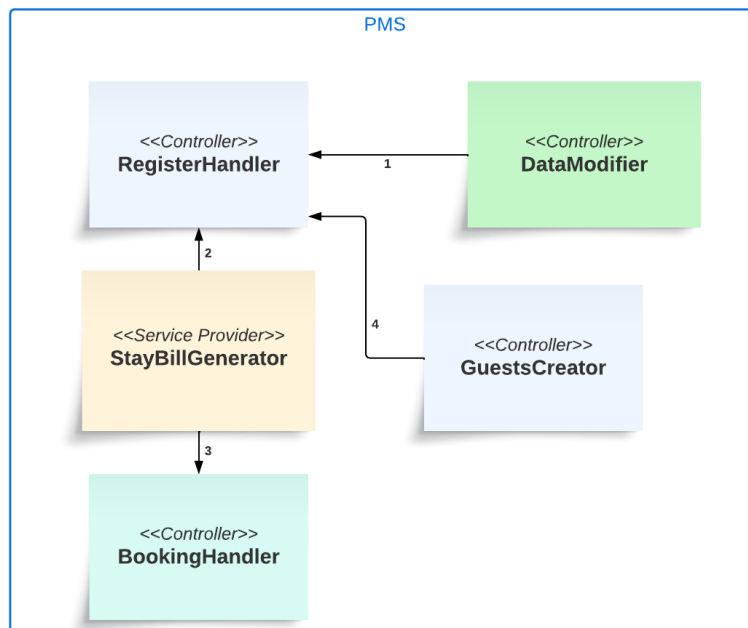 PMS
<<Controller>>
RegisterHandler
<<Controller>>
DataModifier
1
2
<<Service Provider>>
StayBillGenerator
4
<<Controller>>
GuestsCreator
3
<<Controller>>
BookingHandler